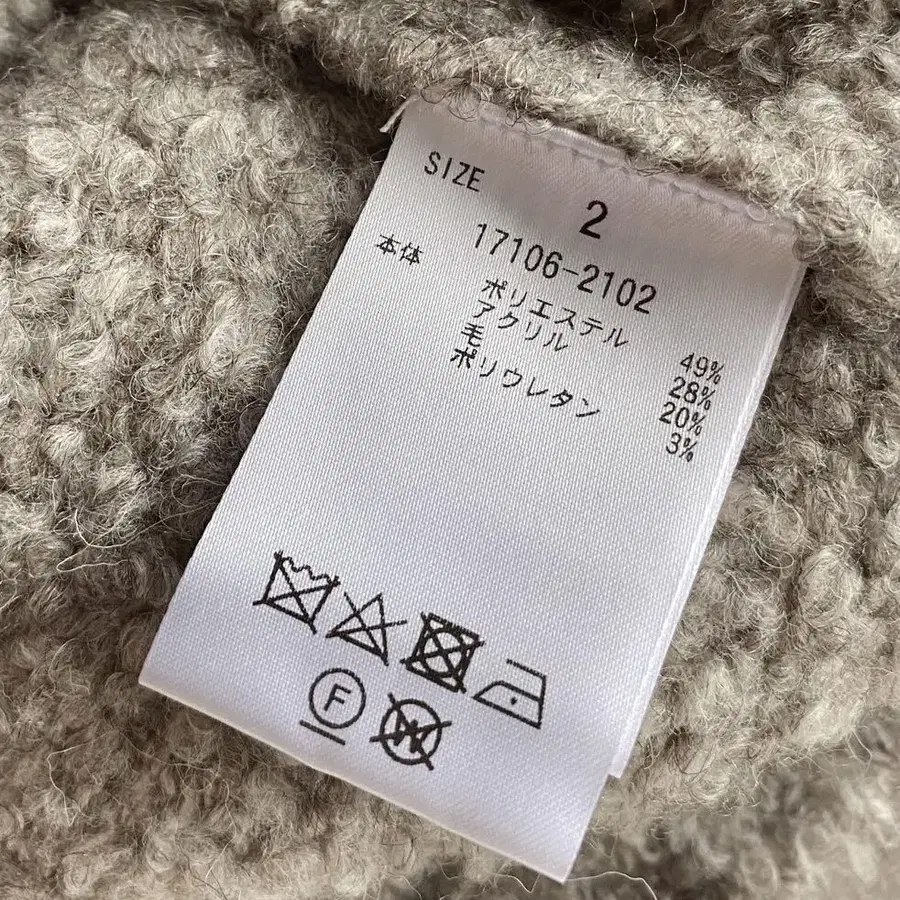 SIZE 2
17106-2102
本体 ポリエステル 49%
アクリル 28%
毛 20%
ポリウレタン 3%
F W